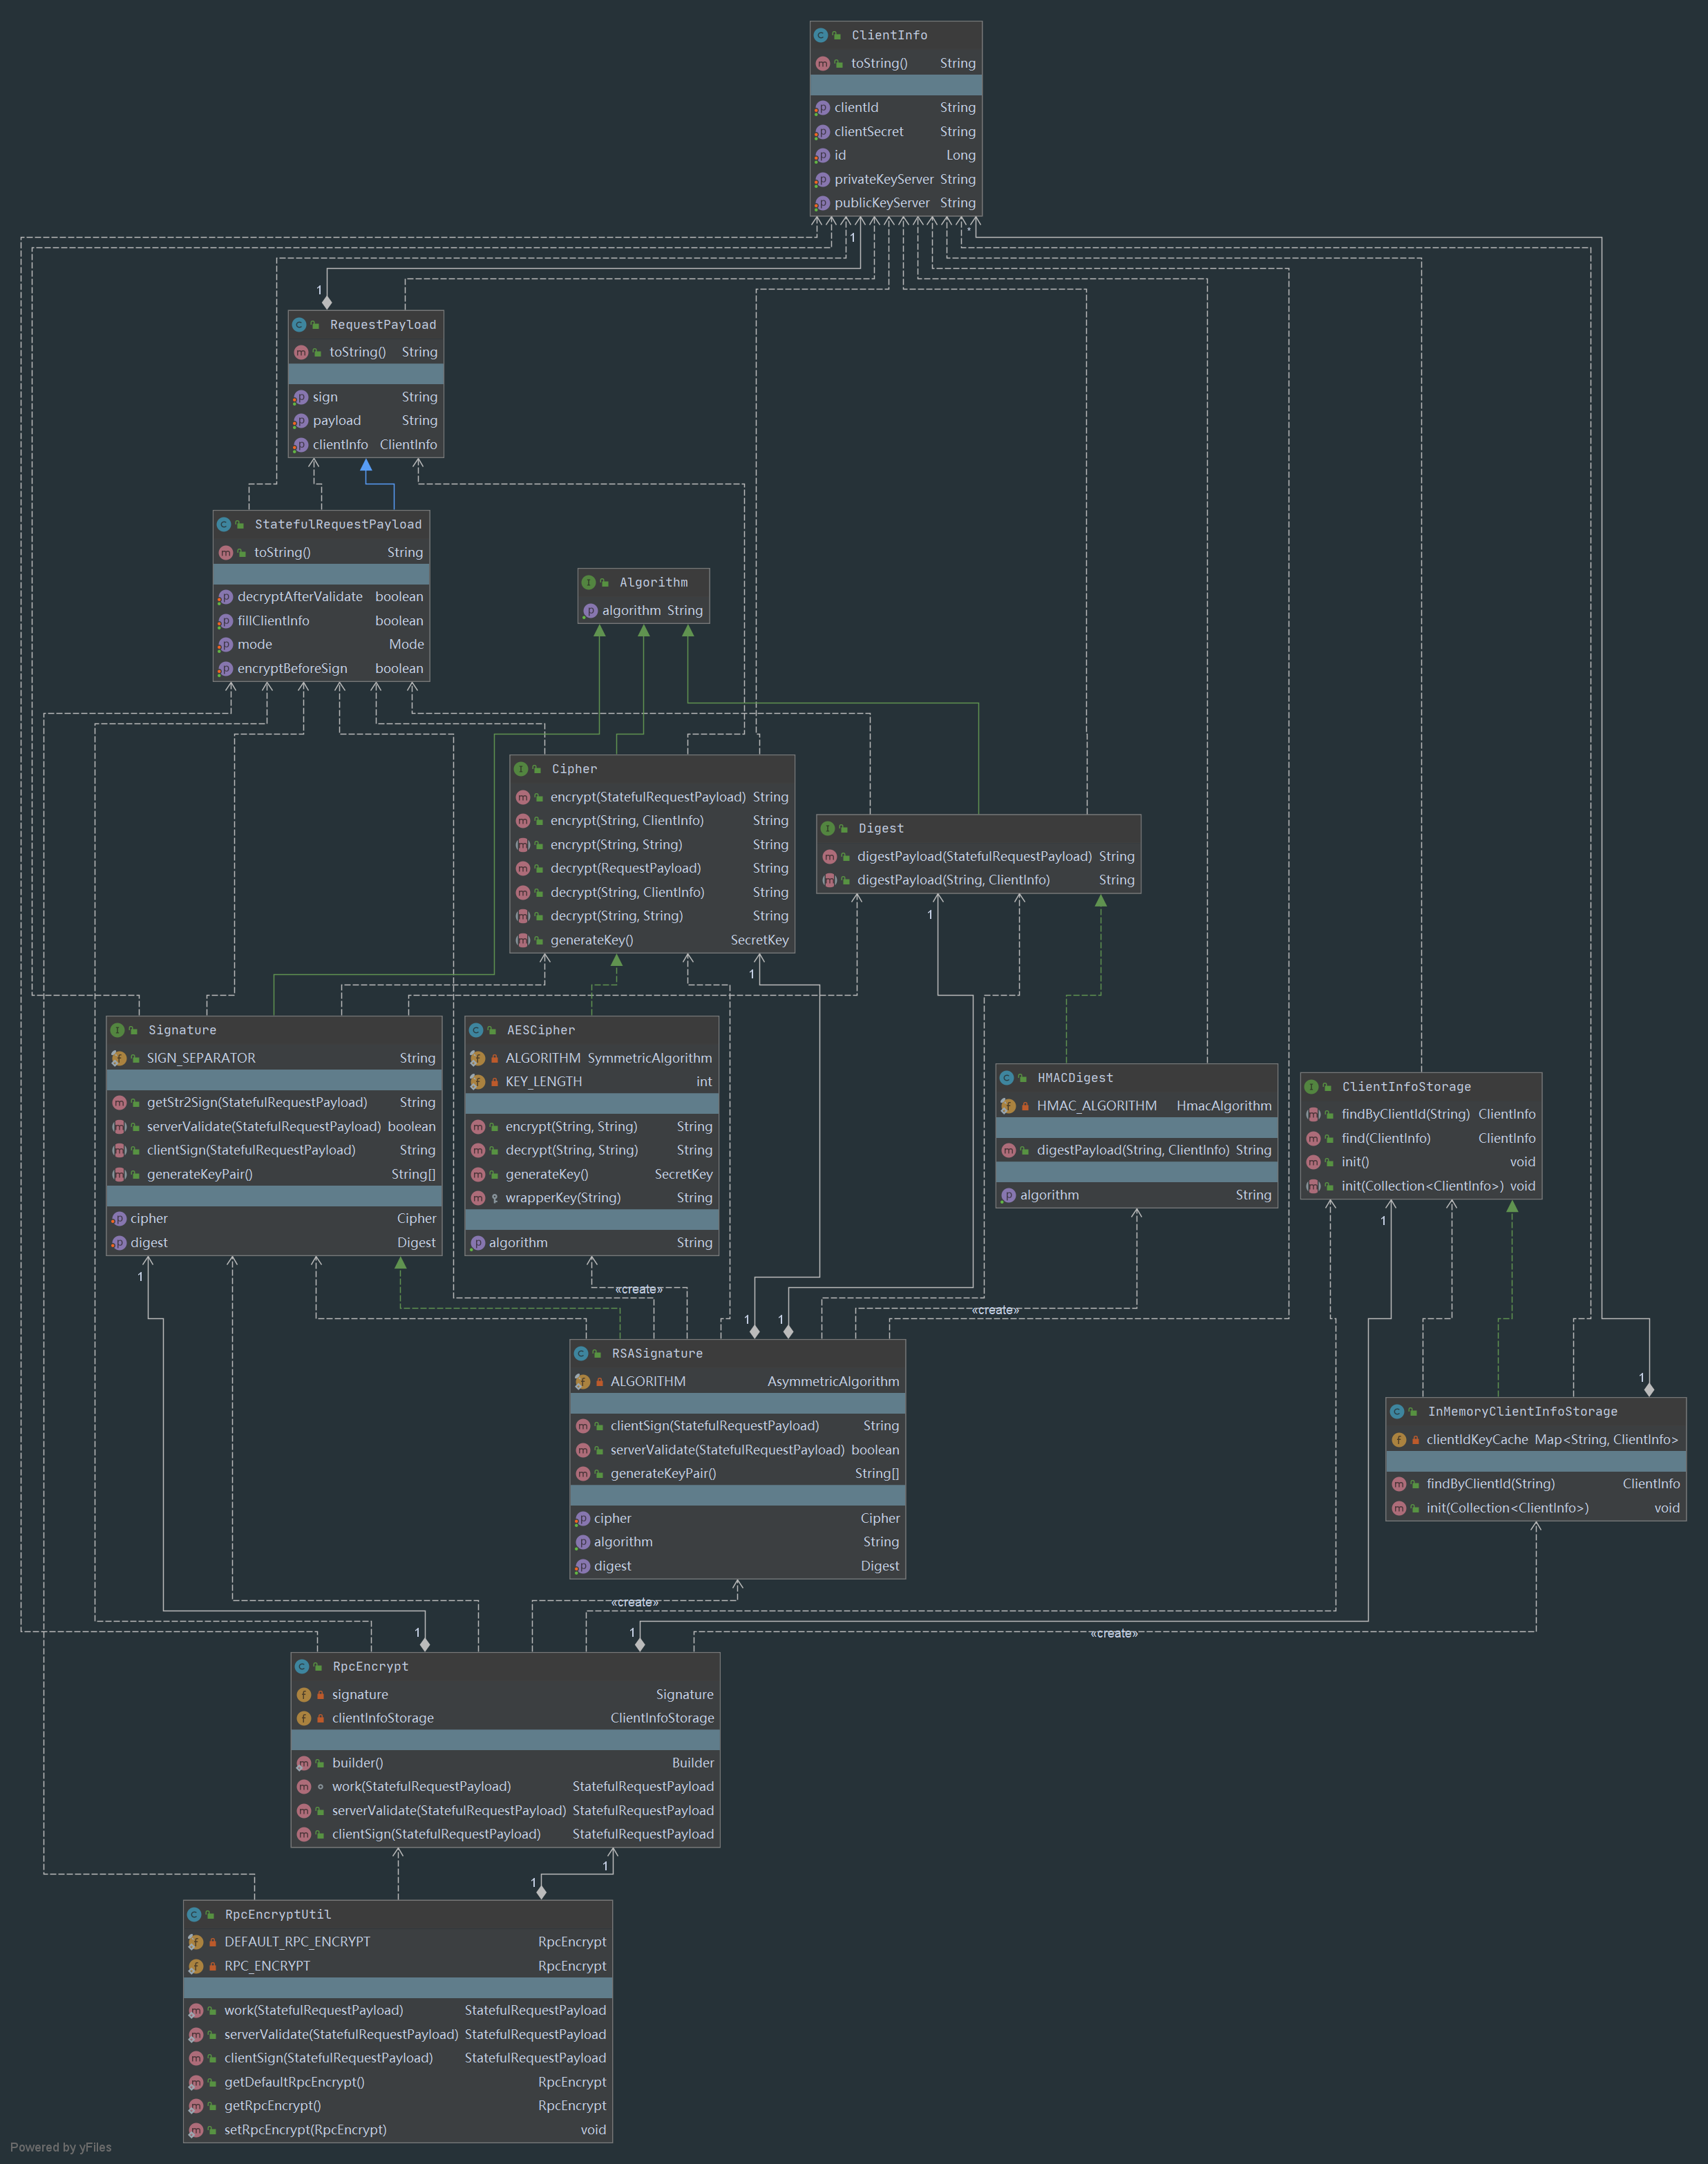 ClientInfo
toString() String
clientId String
clientSecret String
id Long
privateKeyServer String
publicKeyServer String
1
*
1
RequestPayload
toString() String
sign String
payload String
clientInfo ClientInfo
StatefulRequestPayload
toString() String
decryptAfterValidate boolean
fillClientInfo boolean
mode Mode
encryptBeforeSign boolean
Algorithm
algorithm String
Cipher
encrypt(StatefulRequestPayload) String
encrypt(String, ClientInfo) String
encrypt(String, String) String
decrypt(RequestPayload) String
decrypt(String, ClientInfo) String
decrypt(String, String) String
generateKey() SecretKey
Digest
digestPayload(StatefulRequestPayload) String
digestPayload(String, ClientInfo) String
1
1
Signature
SIGN_SEPARATOR String
getStr2Sign(StatefulRequestPayload) String
serverValidate(StatefulRequestPayload) boolean
clientSign(StatefulRequestPayload) String
generateKeyPair() String[]
cipher Cipher
digest Digest
AESCipher
ALGORITHM SymmetricAlgorithm
KEY_LENGTH int
encrypt(String, String) String
decrypt(String, String) String
generateKey() SecretKey
wrapperKey(String) String
algorithm String
HMACDigest
HMAC_ALGORITHM HmacAlgorithm
digestPayload(String, ClientInfo) String
algorithm String
ClientInfoStorage
findByClientId(String) ClientInfo
find(ClientInfo) ClientInfo
init() void
init(Collection<ClientInfo>) void
1
1
«create»
«create»
1
1
1
RSASignature
ALGORITHM AsymmetricAlgorithm
clientSign(StatefulRequestPayload) String
serverValidate(StatefulRequestPayload) boolean
generateKeyPair() String[]
cipher Cipher
algorithm String
digest Digest
InMemoryClientInfoStorage
clientIdKeyCache Map<String, ClientInfo>
findByClientId(String) ClientInfo
init(Collection<ClientInfo>) void
«create»
1
1
«create»
RpcEncrypt
signature Signature
clientInfoStorage ClientInfoStorage
builder() Builder
work(StatefulRequestPayload) StatefulRequestPayload
serverValidate(StatefulRequestPayload) StatefulRequestPayload
clientSign(StatefulRequestPayload) StatefulRequestPayload
1
1
RpcEncryptUtil
DEFAULT_RPC_ENCRYPT RpcEncrypt
RPC_ENCRYPT RpcEncrypt
work(StatefulRequestPayload) StatefulRequestPayload
serverValidate(StatefulRequestPayload) StatefulRequestPayload
clientSign(StatefulRequestPayload) StatefulRequestPayload
getDefaultRpcEncrypt() RpcEncrypt
getRpcEncrypt() RpcEncrypt
setRpcEncrypt(RpcEncrypt) void
Powered by yFiles